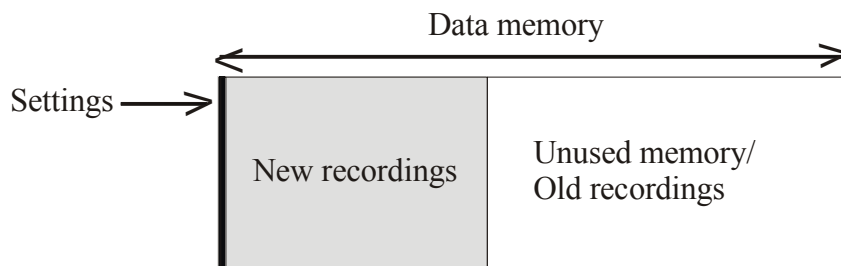 Data memory
Settings
New recordings
Unused memory/
Old recordings